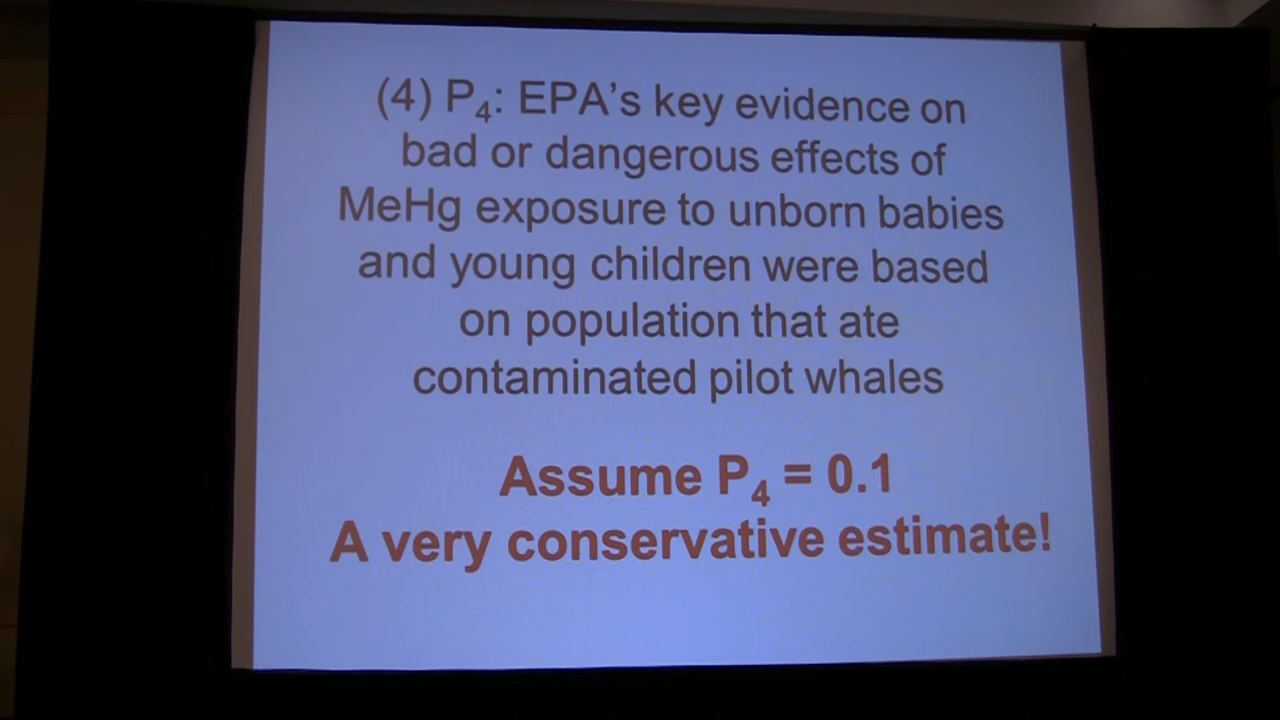 (4) P₄: EPA's key evidence on
bad or dangerous effects of
MeHg exposure to unborn babies
and young children were based
on population that ate
contaminated pilot whales
Assume P₄ = 0.1
A very conservative estimate!